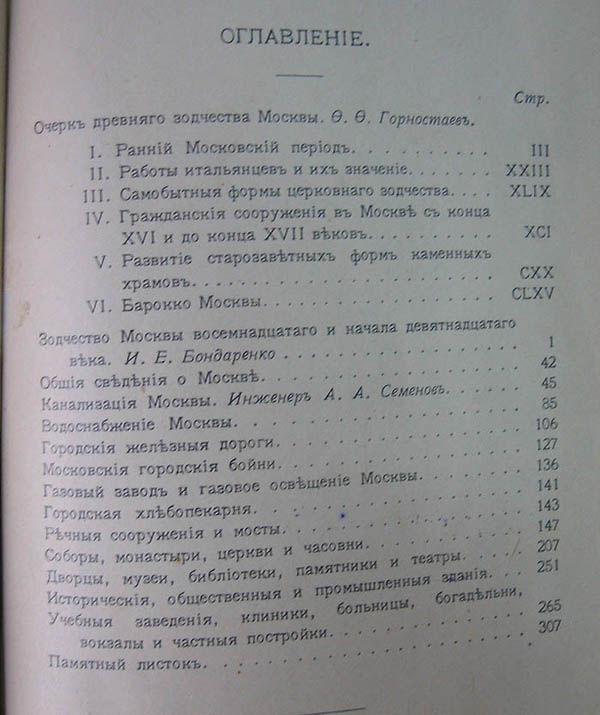 ОГЛАВЛЕНІЕ.
Стр.
Очеркъ древняго зодчества Москвы. Ѳ. Ѳ. Горностаевъ.
I. Ранній Московскій періодъ. . . . . . . . . . . III
II. Работы итальянцевъ и ихъ значеніе. . . . . . . XXIII
III. Самобытныя формы церковнаго зодчества. . . . XLIX
IV. Гражданскія сооруженія въ Москвѣ съ конца
XVI и до конца XVII вѣковъ. . . . . . . . . . XCI
V. Развитіе старозавѣтныхъ формъ каменныхъ
храмовъ. . . . . . . . . . . . . . . . . . CXX
VI. Барокко Москвы. . . . . . . . . . . . . . . CLXV
Зодчество Москвы восемнадцатаго и начала девятнадцатаго
вѣка. И. Е. Бондаренко . . . . . . . . . . . . 1
Общія свѣдѣнія о Москвѣ. . . . . . . . . . . . . . 42
Канализація Москвы. Инженеръ А. А. Семеновъ. . . . . 45
Водоснабженіе Москвы. . . . . . . . . . . . . . . 85
Городскія желѣзныя дороги. . . . . . . . . . . . . 106
Московскія городскія бойни. . . . . . . . . . . . . 127
Газовый заводъ и газовое освѣщеніе Москвы. . . . . . 136
Городская хлѣбопекарня. . . . . . . . . . . . . . 141
Рѣчныя сооруженія и мосты. . . . . . . . . . . . . 143
Соборы, монастыри, церкви и часовни. . . . . . . . . 147
Дворцы, музеи, библіотеки, памятники и театры. . . . . 207
Историческія, общественныя и промышленныя зданія. . . 251
Учебныя заведенія, клиники, больницы, богадѣльни,
вокзалы и частныя постройки. . . . . . . . . . . 265
Памятный листокъ. . . . . . . . . . . . . . . . . 307